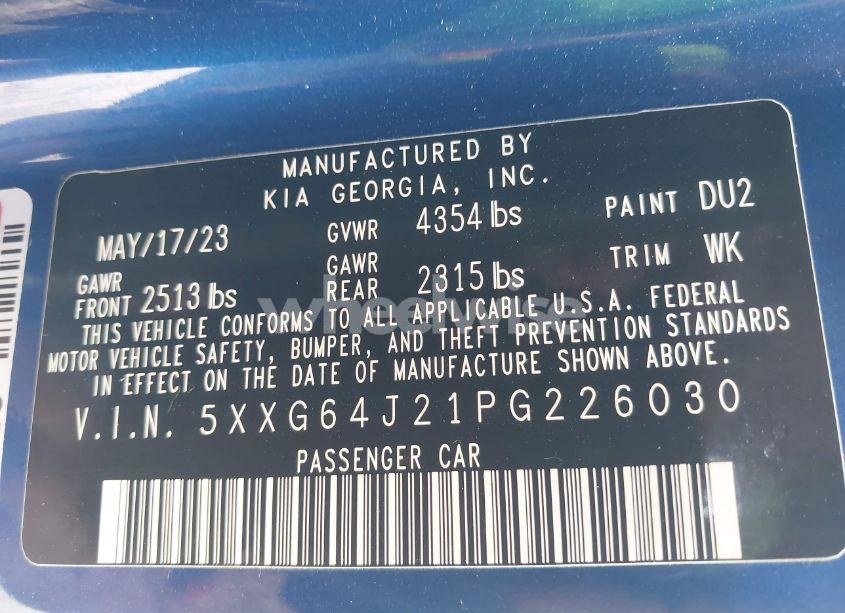 MANUFACTURED BY
KIA GEORGIA, INC.
MAY/17/23 GVWR 4354 lbs PAINT DU2
GAWR FRONT 2513 lbs GAWR REAR 2315 lbs TRIM WK
THIS VEHICLE CONFORMS TO ALL APPLICABLE U.S.A. FEDERAL
MOTOR VEHICLE SAFETY, BUMPER, AND THEFT PREVENTION STANDARDS
IN EFFECT ON THE DATE OF MANUFACTURE SHOWN ABOVE.
V.I.N. 5XXG64J21PG226030
PASSENGER CAR